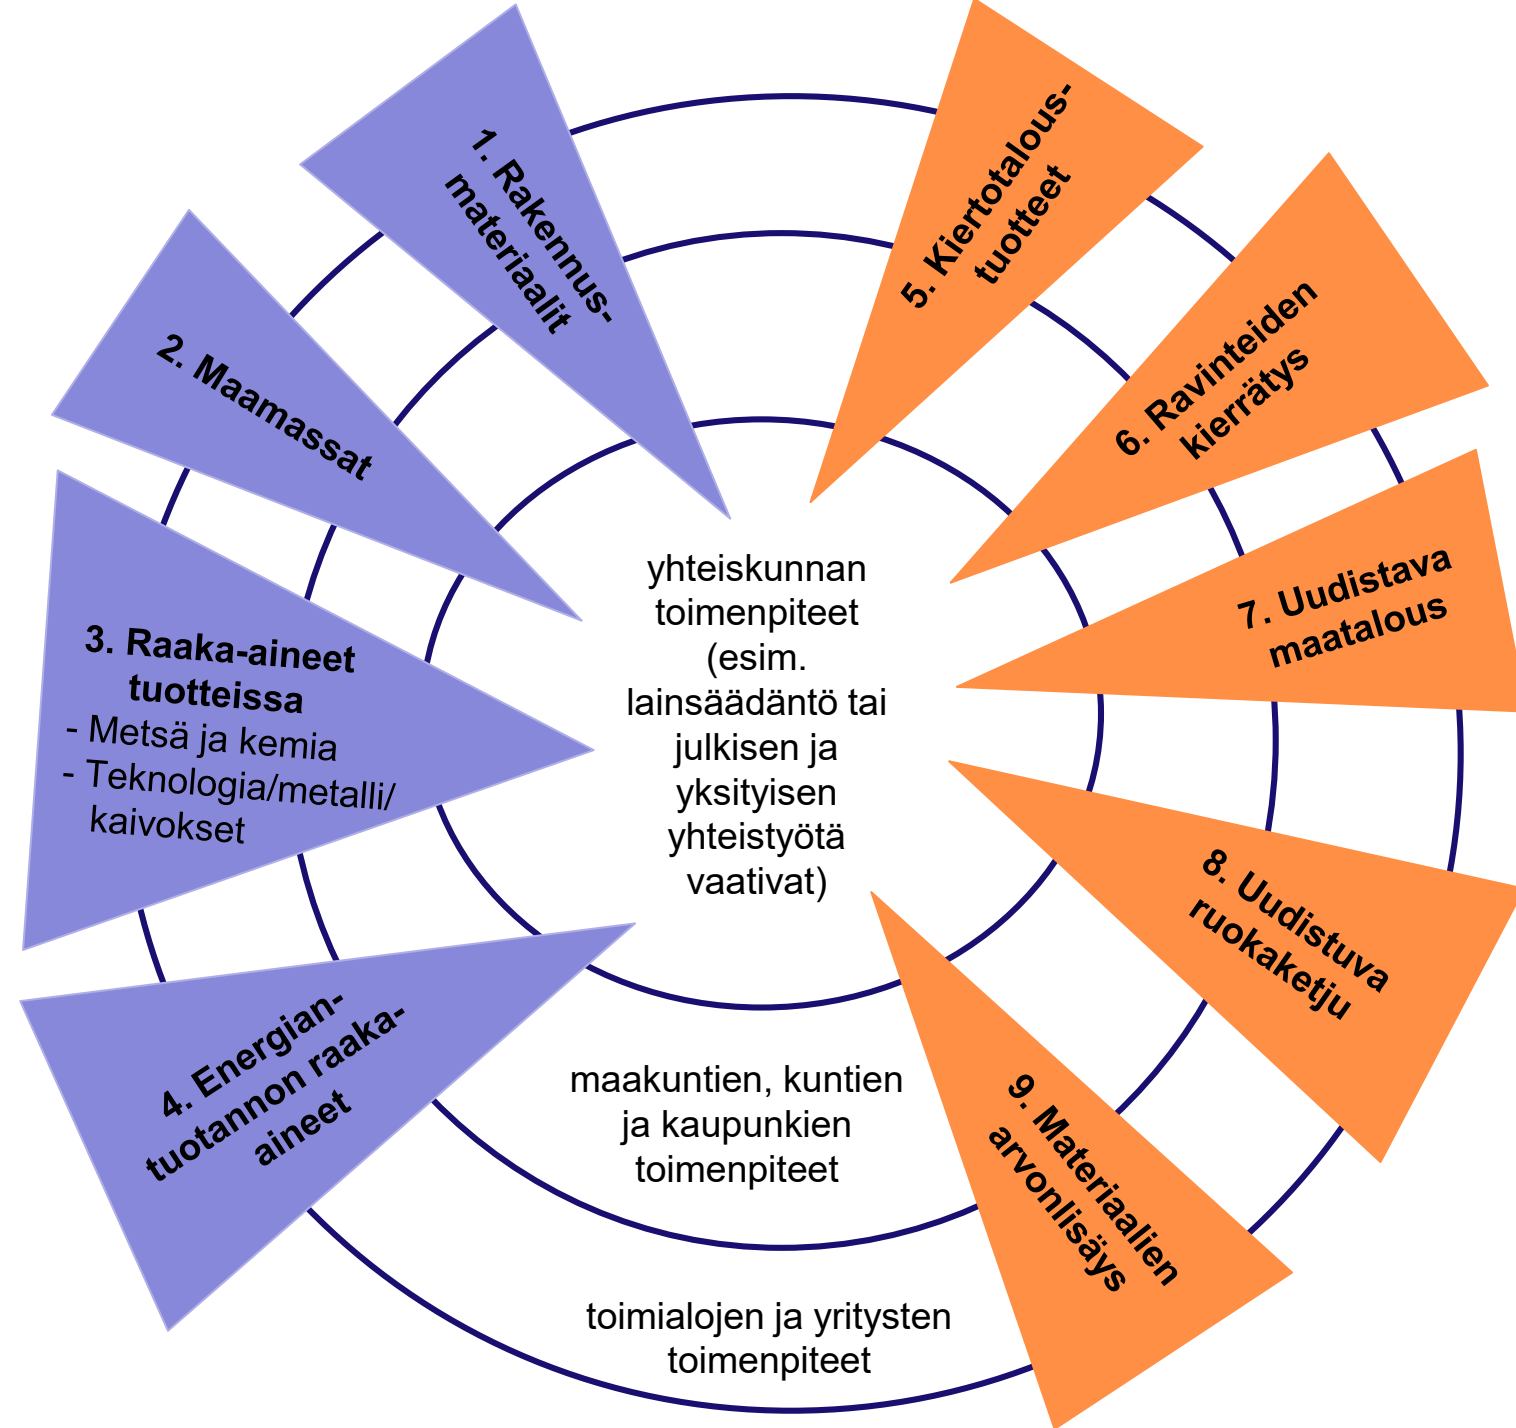 1. Rakennus-
materiaalit
2. Maamassat
3. Raaka-aineet
tuotteissa
- Metsä ja kemia
- Teknologia/metalli/
kaivokset
4. Energian-
tuotannon raaka-
aineet
5. Kiertotalous-
tuotteet
6. Ravinteiden
kierrätys
7. Uudistava
maatalous
8. Uudistuva
ruokaketju
9. Materiaalien
arvonlisäys
yhteiskunnan
toimenpiteet
(esim.
lainsäädäntö tai
julkisen ja
yksityisen
yhteistyötä
vaativat)
maakuntien, kuntien
ja kaupunkien
toimenpiteet
toimialojen ja yritysten
toimenpiteet